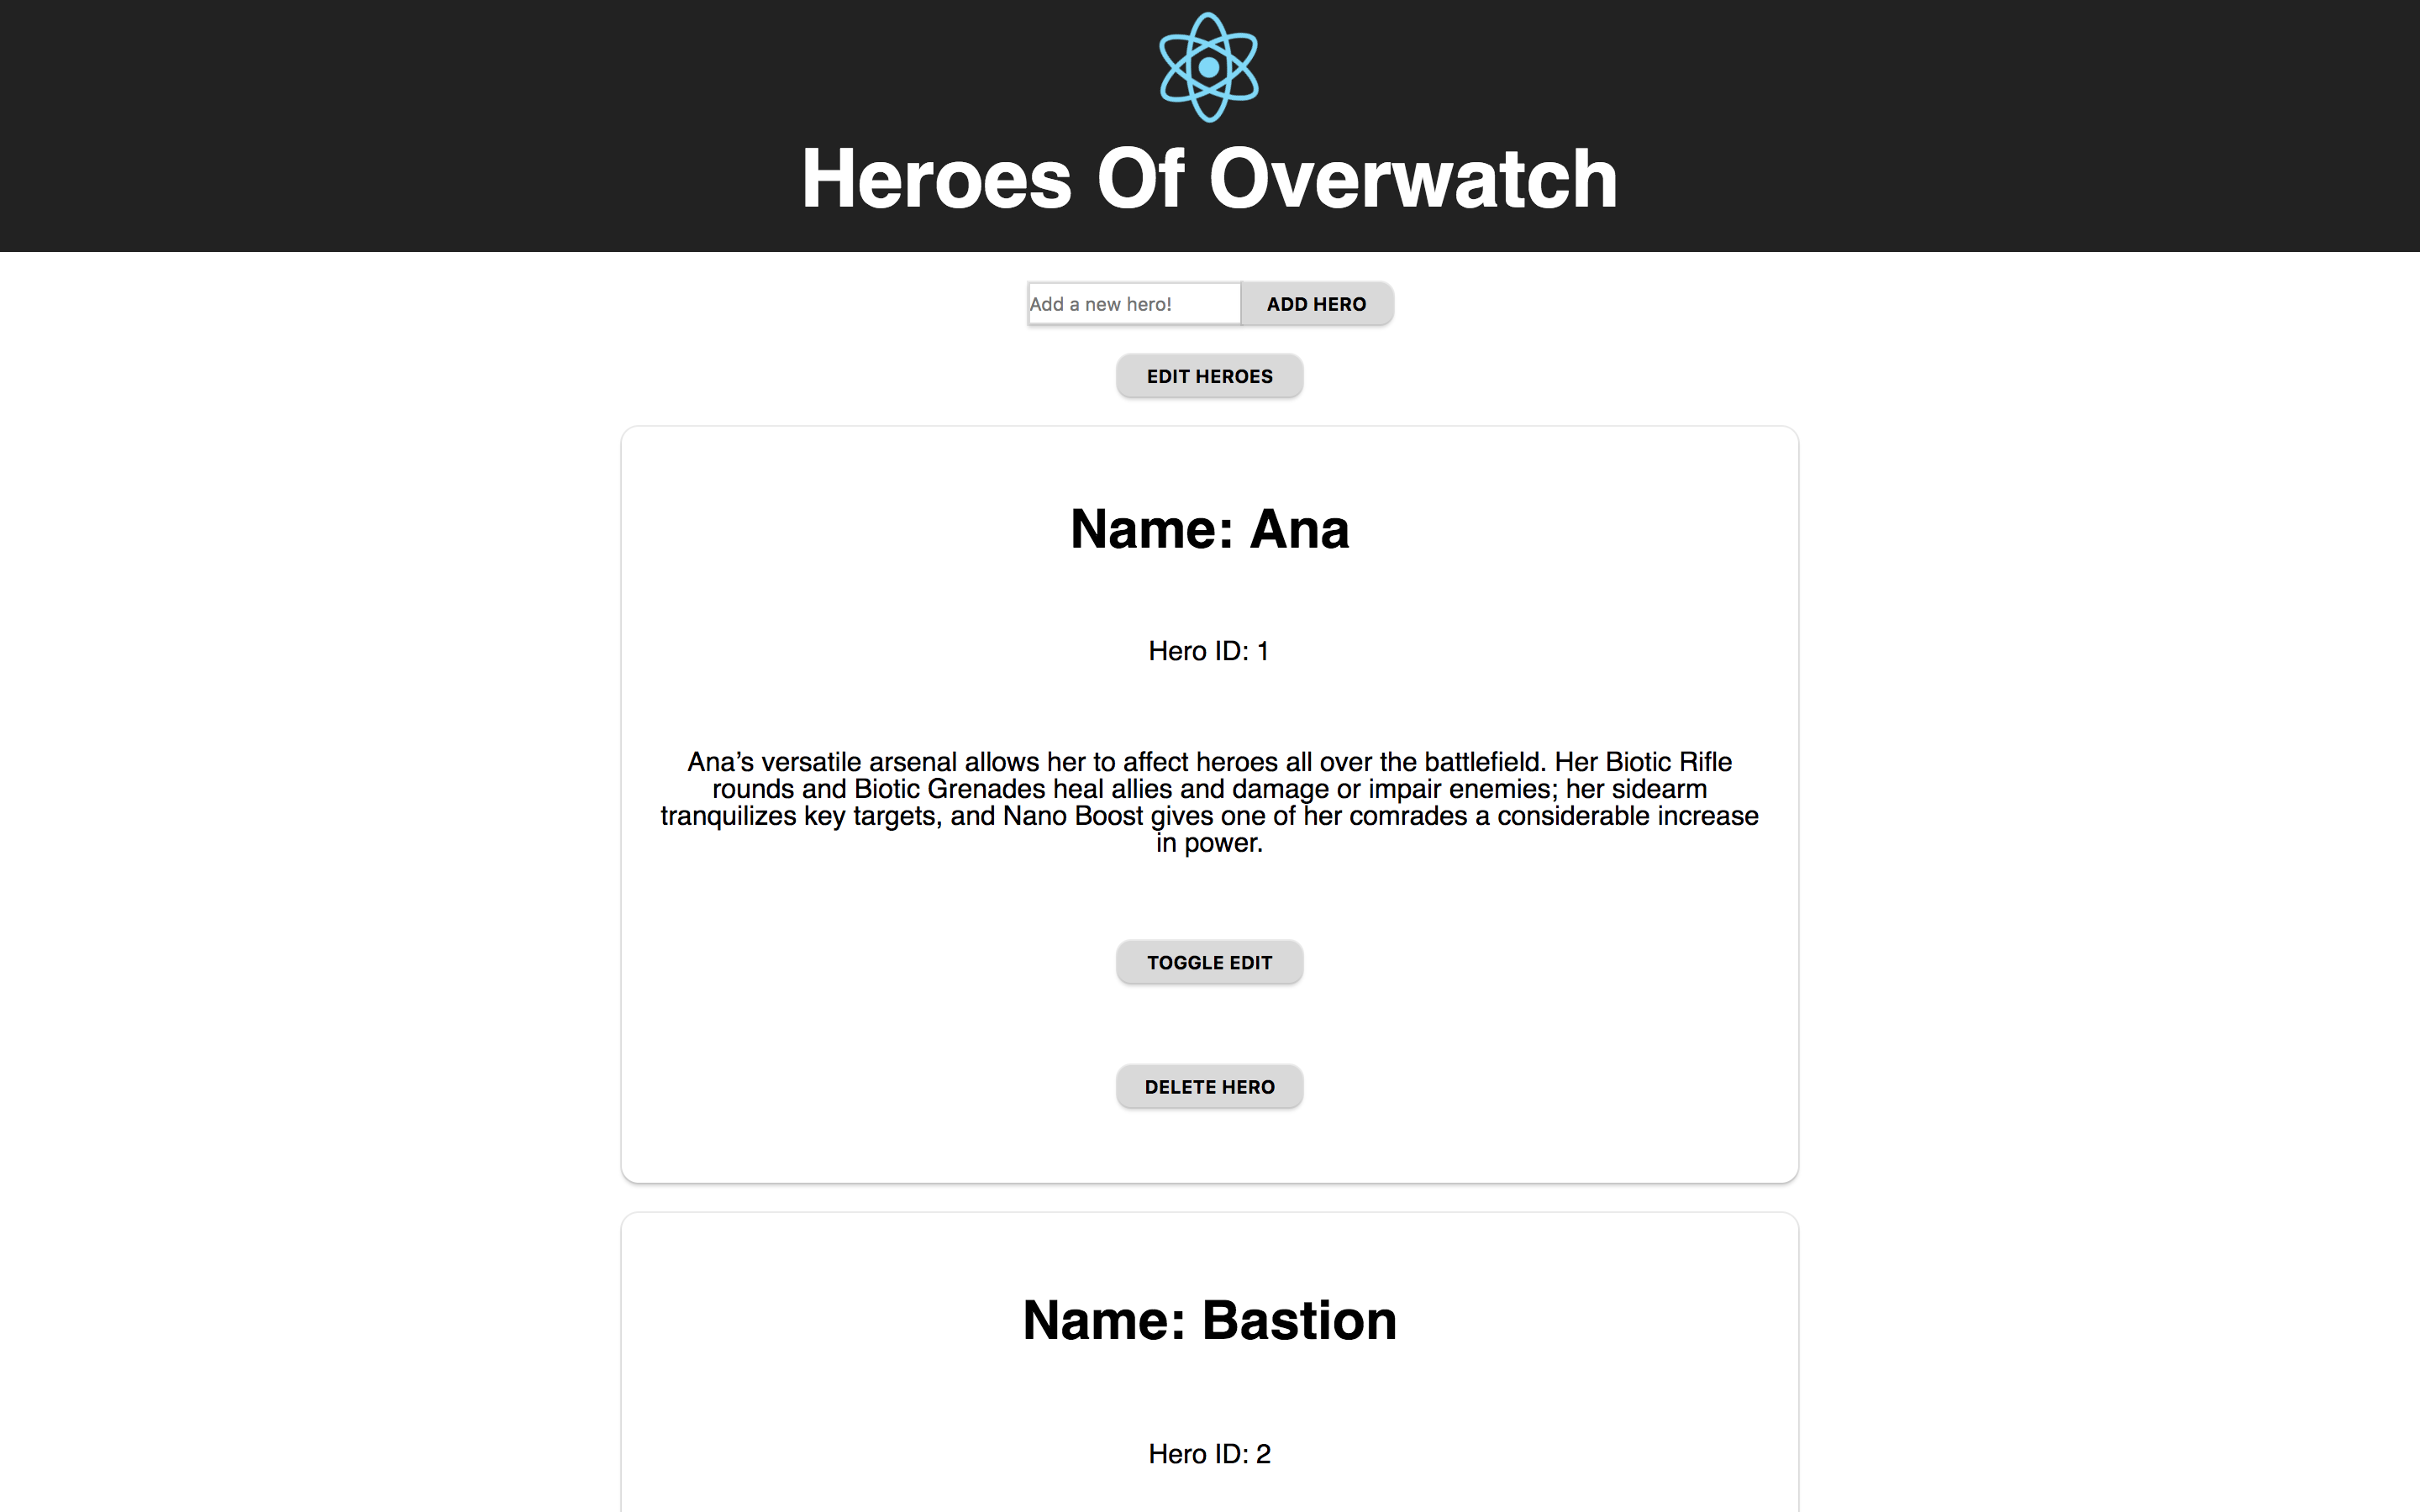 Heroes Of Overwatch
Add a new hero! ADD HERO
EDIT HEROES
Name: Ana
Hero ID: 1
Ana’s versatile arsenal allows her to affect heroes all over the battlefield. Her Biotic Rifle
rounds and Biotic Grenades heal allies and damage or impair enemies; her sidearm
tranquilizes key targets, and Nano Boost gives one of her comrades a considerable increase
in power.
TOGGLE EDIT
DELETE HERO
Name: Bastion
Hero ID: 2